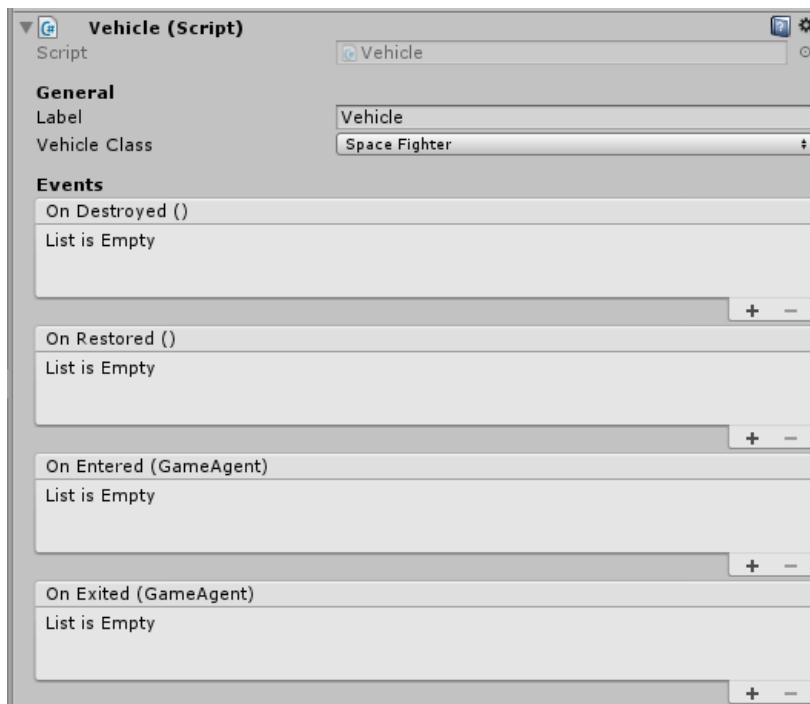 Vehicle (Script)
Script Vehicle
General
Label Vehicle
Vehicle Class Space Fighter
Events
On Destroyed ()
List is Empty
+ −
On Restored ()
List is Empty
+ −
On Entered (GameAgent)
List is Empty
+ −
On Exited (GameAgent)
List is Empty
+ −